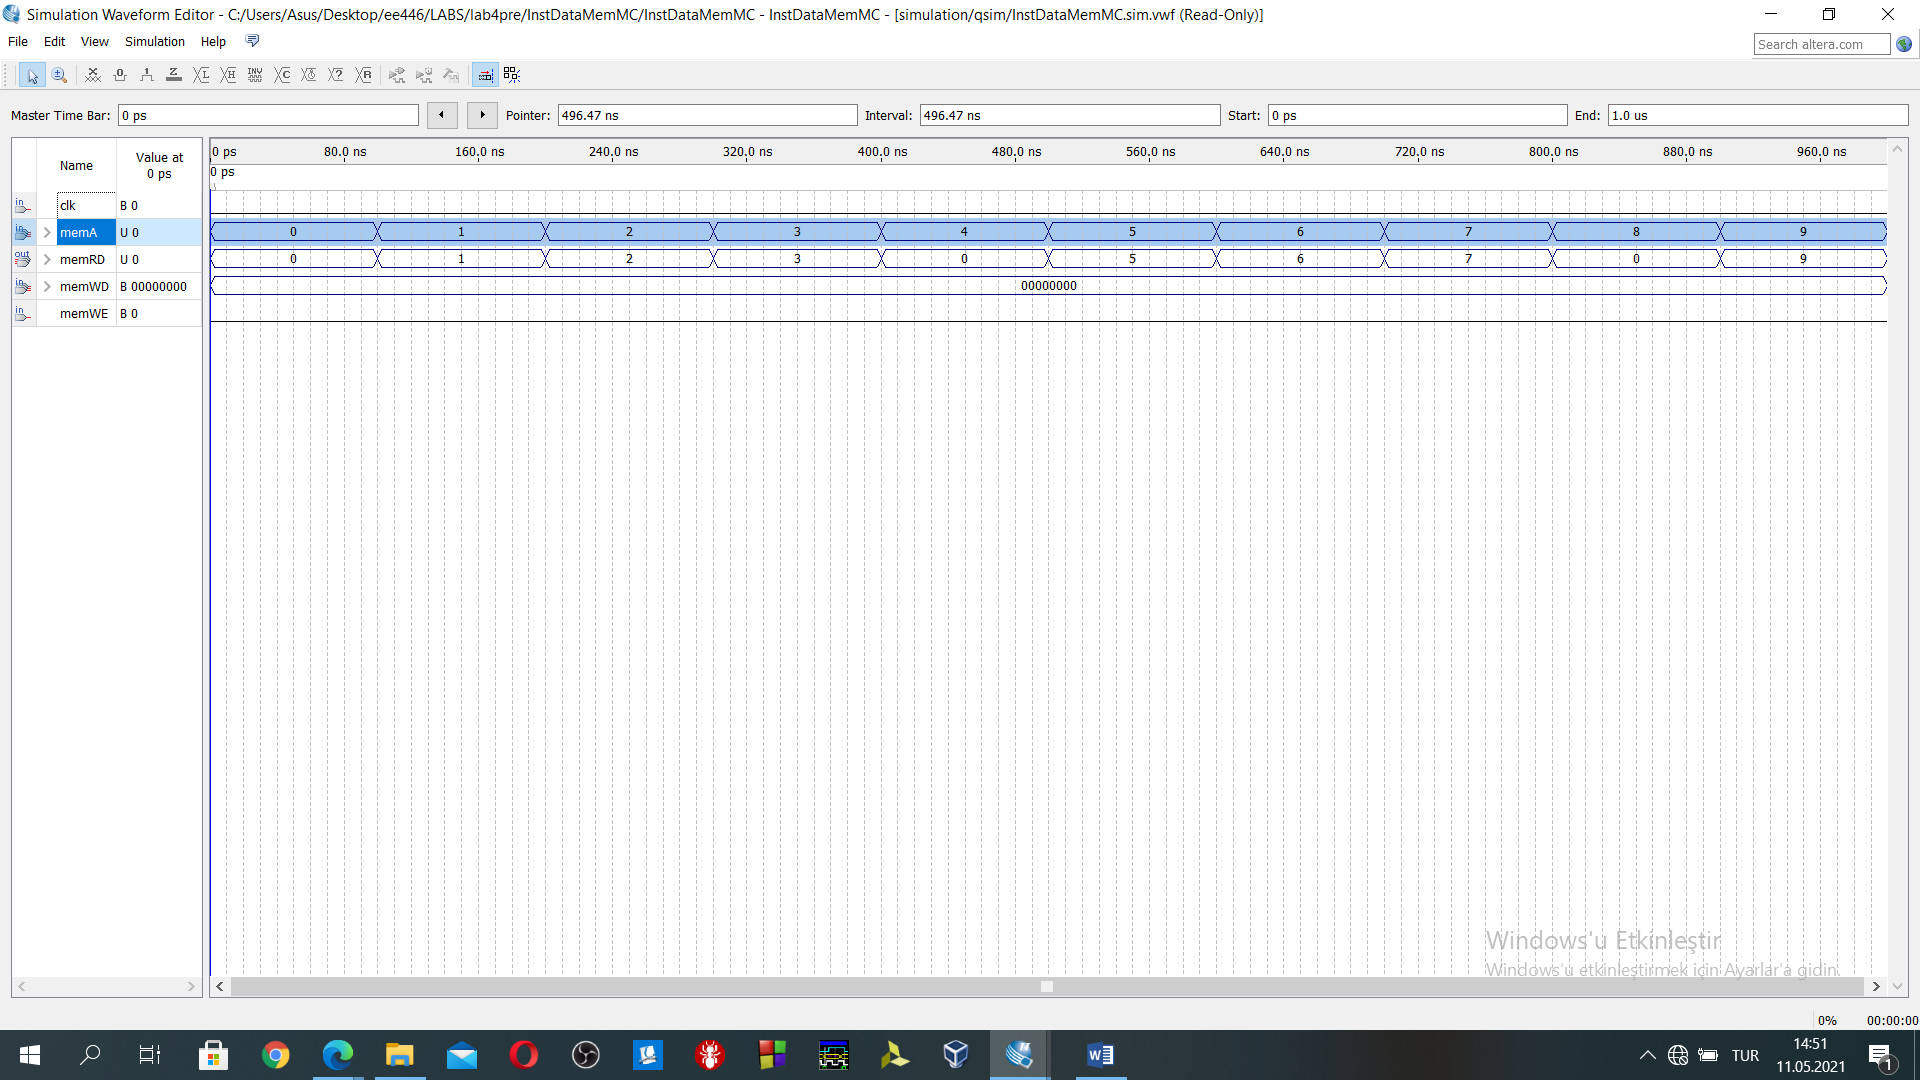 Simulation Waveform Editor - C:/Users/Asus/Desktop/ee446/LABS/lab4pre/InstDataMemMC/InstDataMemMC - InstDataMemMC - [simulation/qsim/InstDataMemMC.sim.vwf (Read-Only)]
File Edit View Simulation Help
Search altera.com
Master Time Bar: 0 ps Pointer: 496.47 ns Interval: 496.47 ns Start: 0 ps End: 1.0 us
Name Value at 0 ps
0 ps 80.0 ns 160.0 ns 240.0 ns 320.0 ns 400.0 ns 480.0 ns 560.0 ns 640.0 ns 720.0 ns 800.0 ns 880.0 ns 960.0 ns
0 ps
in clk B 0
in memA U 0 0 1 2 3 4 5 6 7 8 9
out memRD U 0 0 1 2 3 0 5 6 7 0 9
in memWD B 00000000 00000000
in memWE B 0
Windows'u Etkinleştir
Windows'u etkinleştirmek için Ayarlar'a gidin.
0% 00:00:00
TUR
14:51
11.05.2021
1